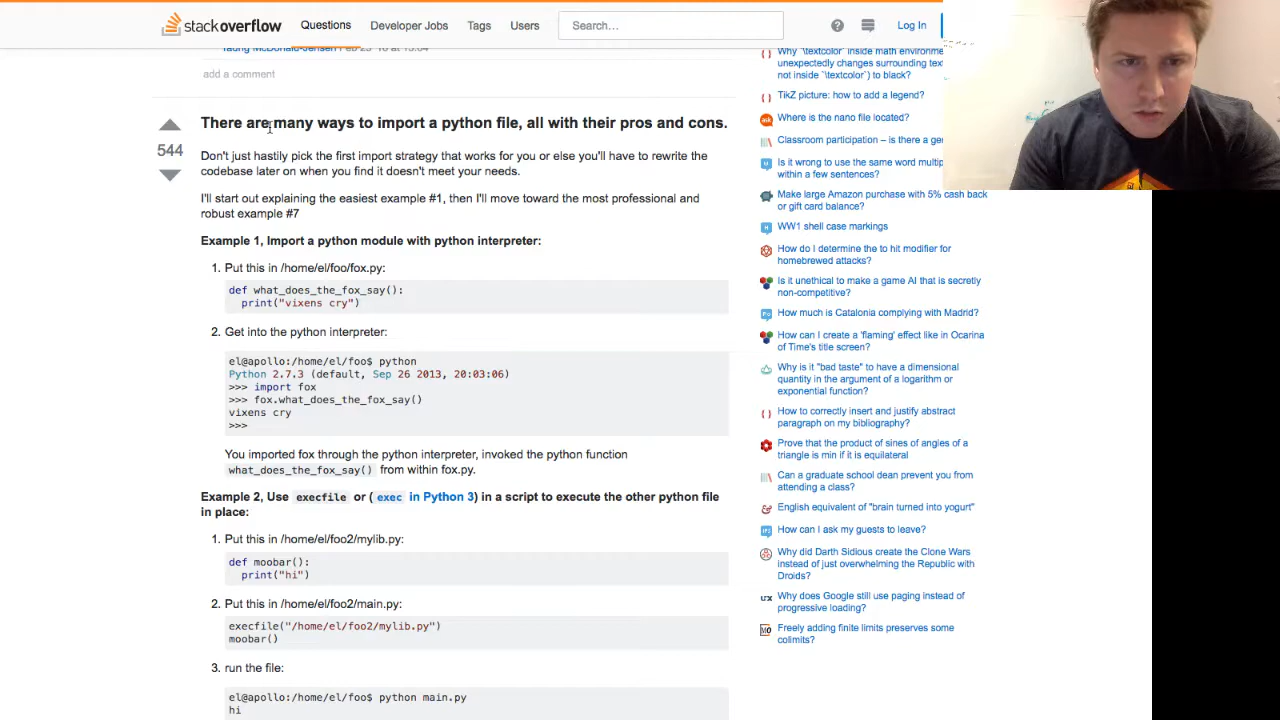 stackoverflow
Questions
Developer Jobs
Tags
Users
Search...
Log In
add a comment
544
There are many ways to import a python file, all with their pros and cons.
Don't just hastily pick the first import strategy that works for you or else you'll have to rewrite the
codebase later on when you find it doesn't meet your needs.
I'll start out explaining the easiest example #1, then I'll move toward the most professional and
robust example #7
Example 1, Import a python module with python interpreter:
1. Put this in /home/el/foo/fox.py:
def what_does_the_fox_say():
print("vixens cry")
2. Get into the python interpreter:
el@apollo:/home/el/foo$ python
Python 2.7.3 (default, Sep 26 2013, 20:03:06)
>>> import fox
>>> fox.what_does_the_fox_say()
vixens cry
>>>
You imported fox through the python interpreter, invoked the python function
what_does_the_fox_say() from within fox.py.
Example 2, Use execfile or (exec in Python 3) in a script to execute the other python file
in place:
1. Put this in /home/el/foo2/mylib.py:
def moobar():
print("hi")
2. Put this in /home/el/foo2/main.py:
execfile("/home/el/foo2/mylib.py")
moobar()
3. run the file:
el@apollo:/home/el/foo$ python main.py
hi
Why `\textcolor` inside math
unexpectedly changes surrounding
not inside `\textcolor`) to black?
TikZ picture: how to add a legend?
Where is the nano file located?
Classroom participation – is there a
Is it wrong to use the same word
within a few sentences?
Make large Amazon purchase with 5% cash back
or gift card balance?
WW1 shell case markings
How do I determine the to hit modifier for
homebrewed attacks?
Is it unethical to make a game AI that is secretly
non-competitive?
How much is Catalonia complying with Madrid?
How can I create a 'flaming' effect like in Ocarina
of Time's title screen?
Why is it "bad taste" to have a dimensional
quantity in the argument of a logarithm or
exponential function?
How to correctly insert and justify abstract
paragraph on my bibliography?
Prove that the product of sines of angles of a
triangle is min if it is equilateral
Can a graduate school dean prevent you from
attending a class?
English equivalent of "brain turned into yogurt"
How can I ask my guests to leave?
Why did Darth Sidious create the Clone Wars
instead of just overwhelming the Republic with
Droids?
Why does Google still use paging instead of
progressive loading?
Freely adding finite limits preserves some
colimits?